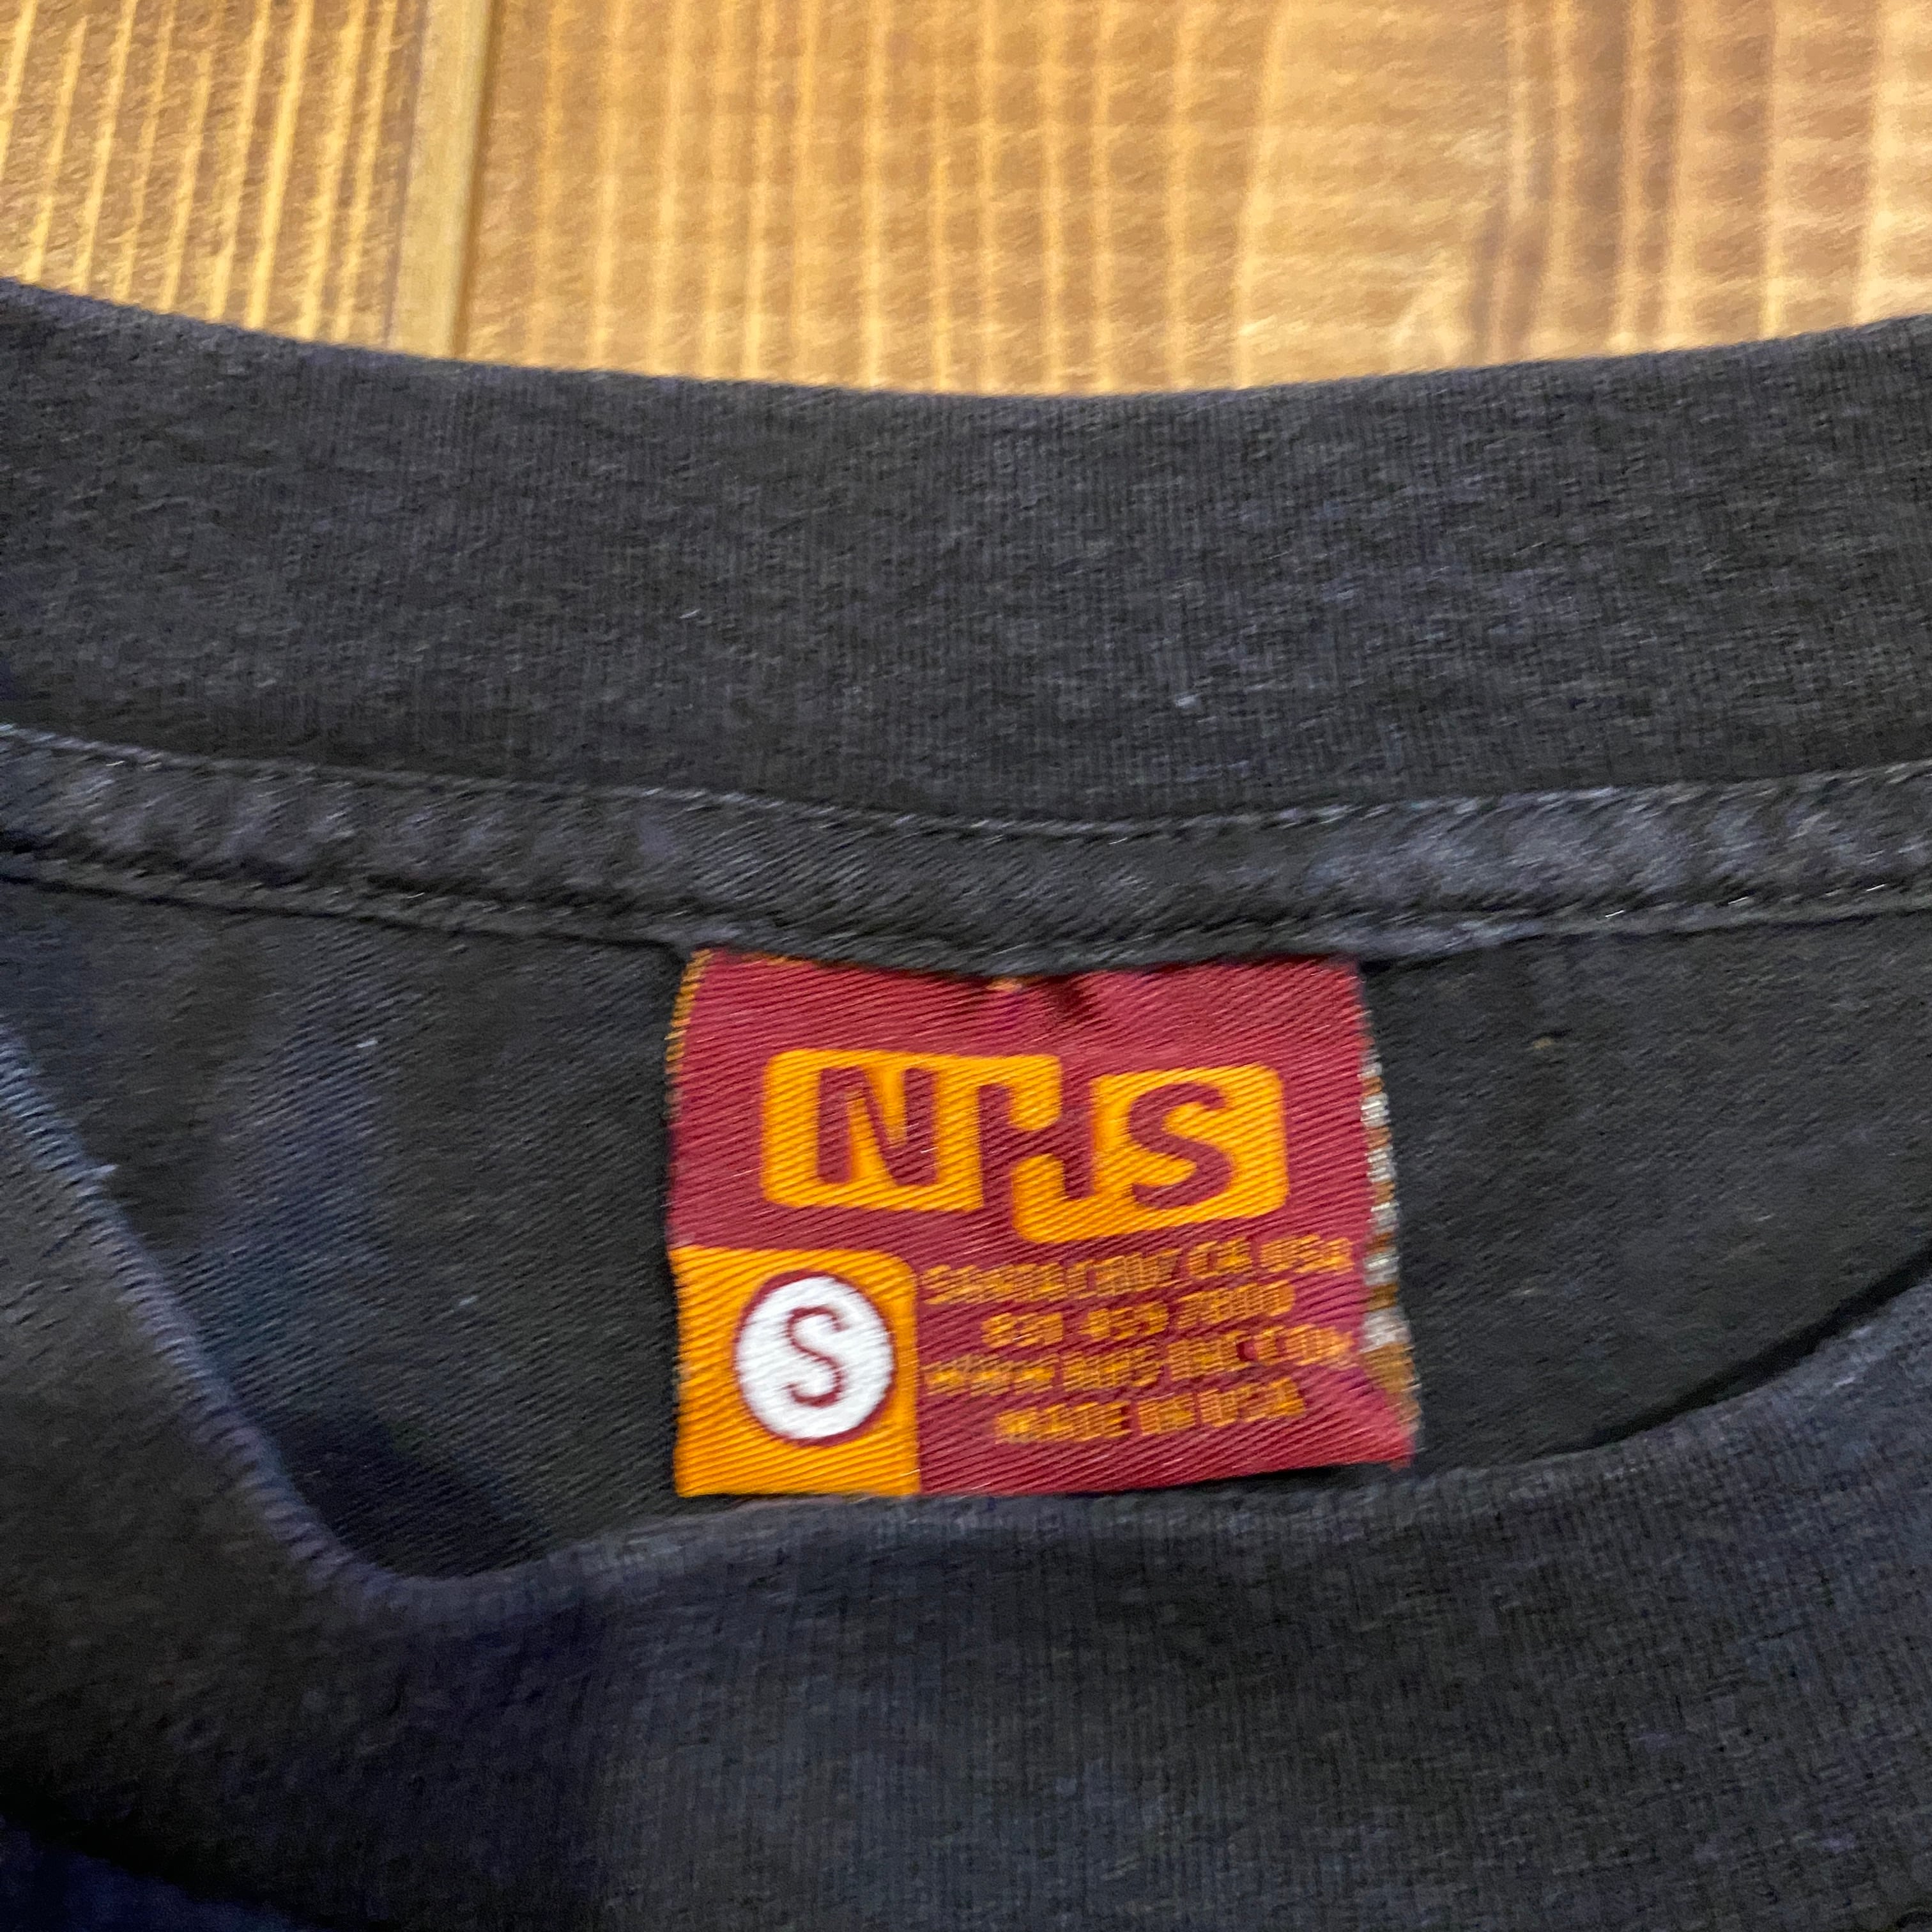 NHS
S
SANTA CRUZ CA USA
831 459 7800
WWW NHS INC COM
MADE IN USA